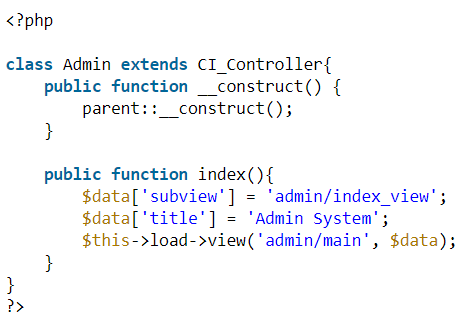 <?php
class Admin extends CI_Controller{
    public function __construct() {
        parent::__construct();
    }
    public function index(){
        $data['subview'] = 'admin/index_view';
        $data['title'] = 'Admin System';
        $this->load->view('admin/main', $data);
    }
}
?>